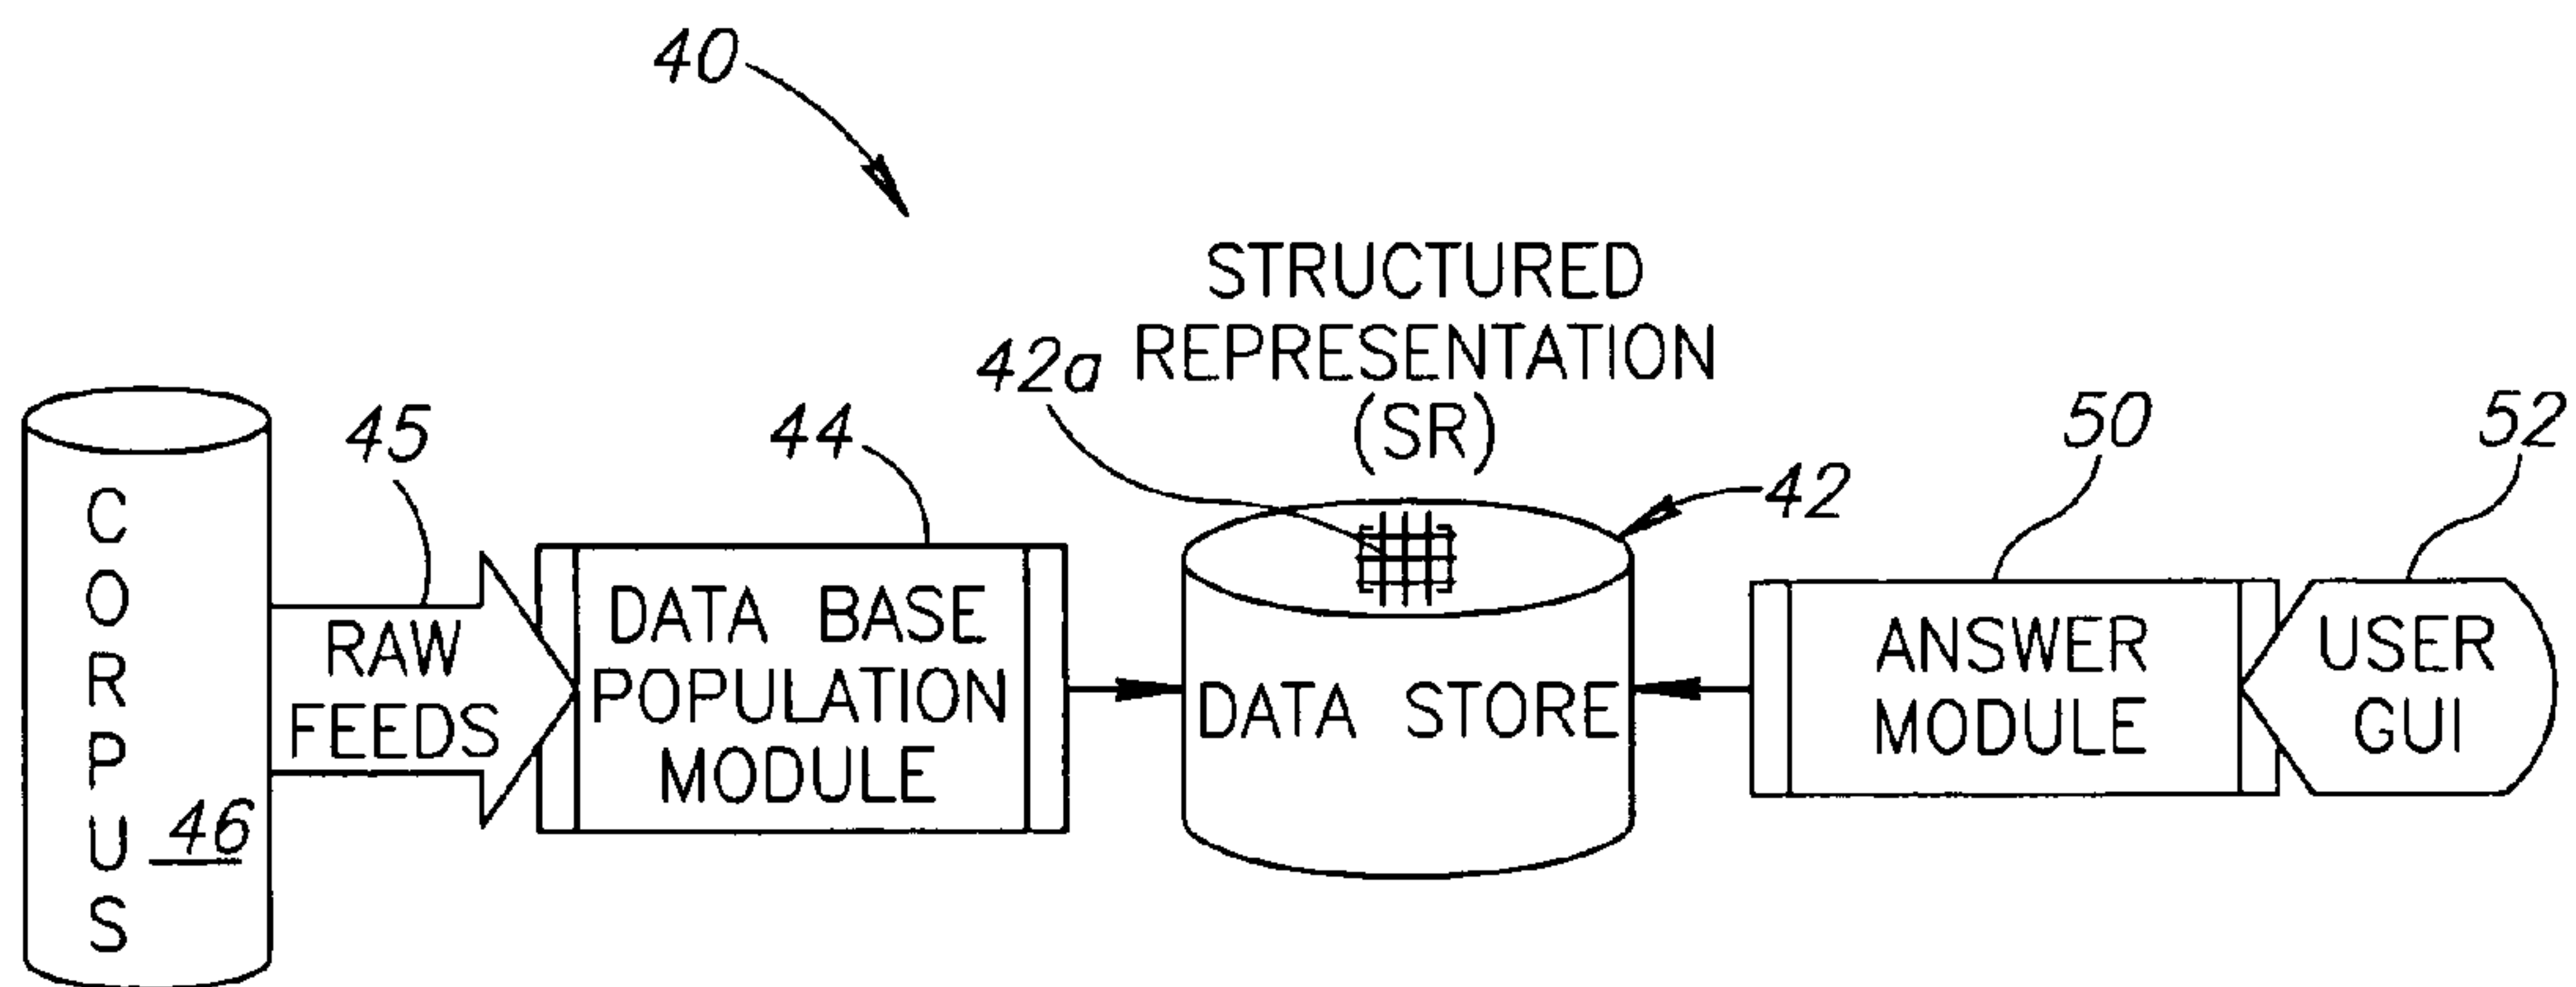 40
STRUCTURED
REPRESENTATION
(SR)
42a
45
44
42
50
52
CORPUS
46
RAW
FEEDS
DATA BASE
POPULATION
MODULE
DATA STORE
ANSWER
MODULE
USER
GUI